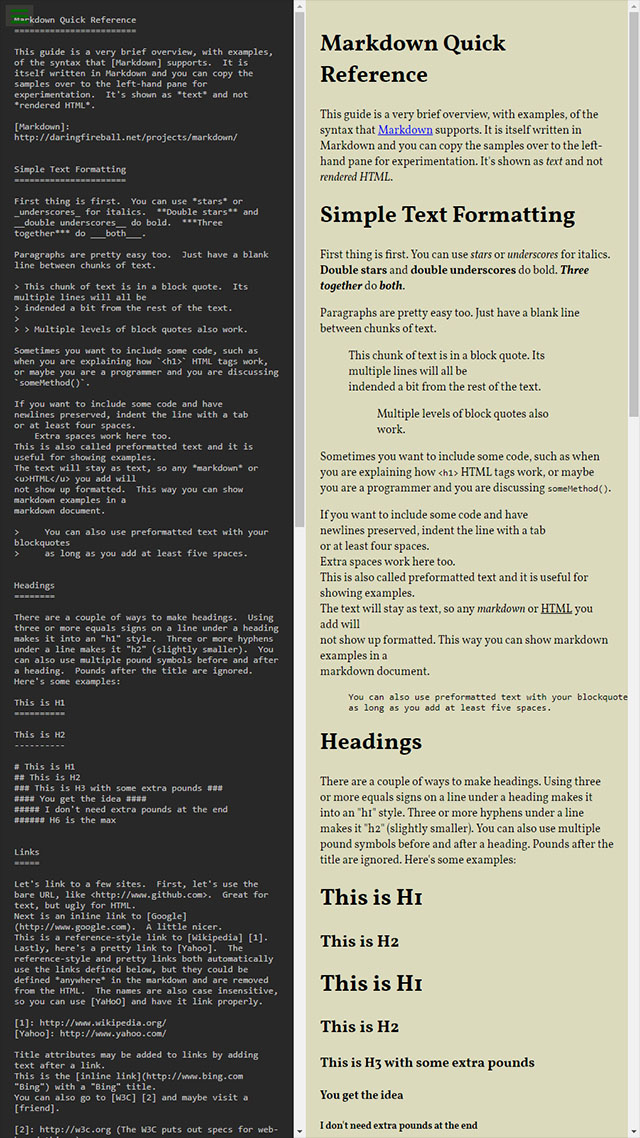 Markdown Quick Reference
========================
This guide is a very brief overview, with examples,
of the syntax that [Markdown] supports.  It is
itself written in Markdown and you can copy the
samples over to the left-hand pane for
experimentation.  It's shown as *text* and not
*rendered HTML*.
[Markdown]:
http://daringfireball.net/projects/markdown/
Simple Text Formatting
======================
First thing is first.  You can use *stars* or
_underscores_ for italics.  **Double stars** and
__double underscores__ do bold.  ***Three
together*** do ___both___.
Paragraphs are pretty easy too.  Just have a blank
line between chunks of text.
> This chunk of text is in a block quote.  Its
multiple lines will all be
> indended a bit from the rest of the text.
>
> > Multiple levels of block quotes also work.
Sometimes you want to include some code, such as
when you are explaining how `<h1>` HTML tags work,
or maybe you are a programmer and you are discussing
`someMethod()`.
If you want to include some code and have
newlines preserved, indent the line with a tab
or at least four spaces.
    Extra spaces work here too.
This is also called preformatted text and it is
useful for showing examples.
The text will stay as text, so any *markdown* or
<u>HTML</u> you add will
not show up formatted.  This way you can show
markdown examples in a
markdown document.
>     You can also use preformatted text with your
blockquotes
>     as long as you add at least five spaces.
Headings
========
There are a couple of ways to make headings.  Using
three or more equals signs on a line under a heading
makes it into an "h1" style.  Three or more hyphens
under a line makes it "h2" (slightly smaller).  You
can also use multiple pound symbols before and after
a heading.  Pounds after the title are ignored.
Here's some examples:
This is H1
==========
This is H2
----------
# This is H1
## This is H2
### This is H3 with some extra pounds ###
#### You get the idea ####
##### I don't need extra pounds at the end
###### H6 is the max
Links
=====
Let's link to a few sites.  First, let's use the
bare URL, like <http://www.github.com>.  Great for
text, but ugly for HTML.
Next is an inline link to [Google]
(http://www.google.com).  A little nicer.
This is a reference-style link to [Wikipedia] [1].
Lastly, here's a pretty link to [Yahoo].  The
reference-style and pretty links both automatically
use the links defined below, but they could be
defined *anywhere* in the markdown and are removed
from the HTML.  The names are also case insensitive,
so you can use [YaHoO] and have it link properly.
[1]: http://www.wikipedia.org/
[Yahoo]: http://www.yahoo.com/
Title attributes may be added to links by adding
text after a link.
This is the [inline link](http://www.bing.com
"Bing") with a "Bing" title.
You can also go to [W3C] [2] and maybe visit a
[friend].
[2]: http://w3c.org (The W3C puts out specs for web-
Markdown Quick
Reference
This guide is a very brief overview, with examples, of the
syntax that Markdown supports. It is itself written in
Markdown and you can copy the samples over to the left-
hand pane for experimentation. It's shown as text and not
rendered HTML.
Simple Text Formatting
First thing is first. You can use stars or underscores for italics.
Double stars and double underscores do bold. Three
together do both.
Paragraphs are pretty easy too. Just have a blank line
between chunks of text.
This chunk of text is in a block quote. Its
multiple lines will all be
indended a bit from the rest of the text.
Multiple levels of block quotes also
work.
Sometimes you want to include some code, such as when
you are explaining how <h1> HTML tags work, or maybe
you are a programmer and you are discussing someMethod().
If you want to include some code and have
newlines preserved, indent the line with a tab
or at least four spaces.
Extra spaces work here too.
This is also called preformatted text and it is useful for
showing examples.
The text will stay as text, so any markdown or HTML you
add will
not show up formatted. This way you can show markdown
examples in a
markdown document.
You can also use preformatted text with your blockquote
as long as you add at least five spaces.
Headings
There are a couple of ways to make headings. Using three
or more equals signs on a line under a heading makes it
into an "h1" style. Three or more hyphens under a line
makes it "h2" (slightly smaller). You can also use multiple
pound symbols before and after a heading. Pounds after the
title are ignored. Here's some examples:
This is H1
This is H2
This is H1
This is H2
This is H3 with some extra pounds
You get the idea
I don't need extra pounds at the end